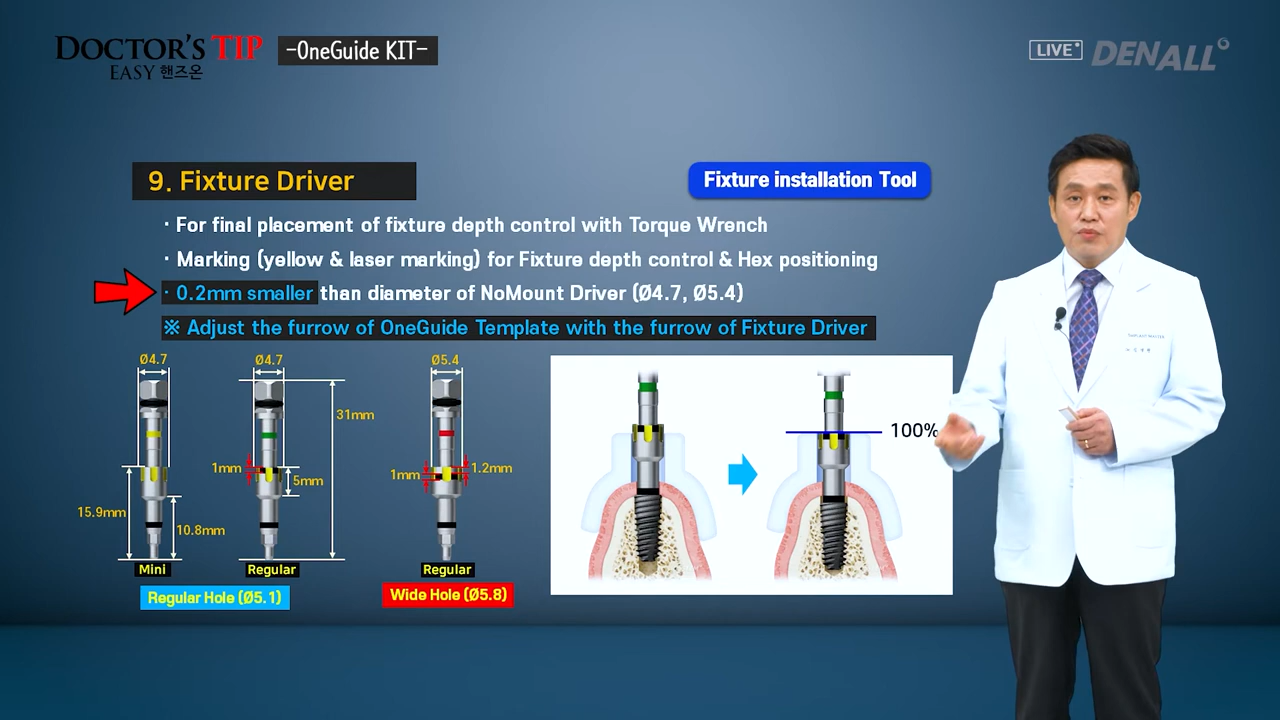 DOCTOR'S TIP
EASY 핸즈온
-OneGuide KIT-
LIVE
DENALL
9. Fixture Driver
Fixture installation Tool
· For final placement of fixture depth control with Torque Wrench
· Marking (yellow & laser marking) for Fixture depth control & Hex positioning
· 0.2mm smaller than diameter of NoMount Driver (Ø4.7, Ø5.4)
※ Adjust the furrow of OneGuide Template with the furrow of Fixture Driver
Ø4.7
Ø4.7
Ø5.4
31mm
1mm
5mm
1mm
1.2mm
15.9mm
10.8mm
100%
Mini
Regular
Regular
Regular Hole (Ø5.1)
Wide Hole (Ø5.8)